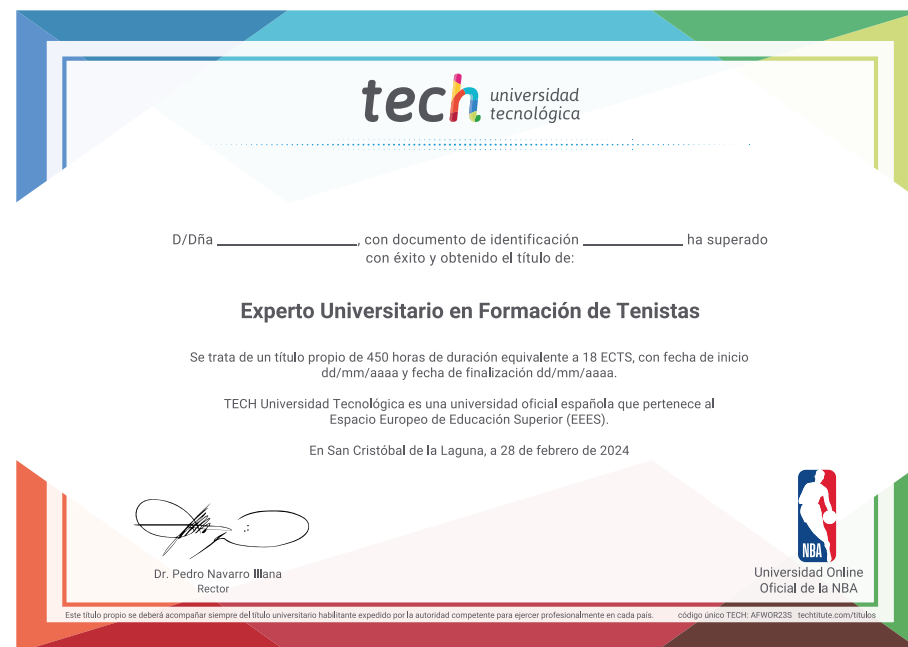 tech universidad
tecnológica
D/Dña ____________, con documento de identificación ____________ ha superado
con éxito y obtenido el título de:
Experto Universitario en Formación de Tenistas
Se trata de un título propio de 450 horas de duración equivalente a 18 ECTS, con fecha de inicio
dd/mm/aaaa y fecha de finalización dd/mm/aaaa.
TECH Universidad Tecnológica es una universidad oficial española que pertenece al
Espacio Europeo de Educación Superior (EEES).
En San Cristóbal de la Laguna, a 28 de febrero de 2024
NBA
Dr. Pedro Navarro Illana
Rector
Universidad Online
Oficial de la NBA
Este título propio se deberá acompañar siempre del título universitario habilitante expedido por la autoridad competente para ejercer profesionalmente en cada país. código único TECH: AFWOR23S techtitute.com/titulos